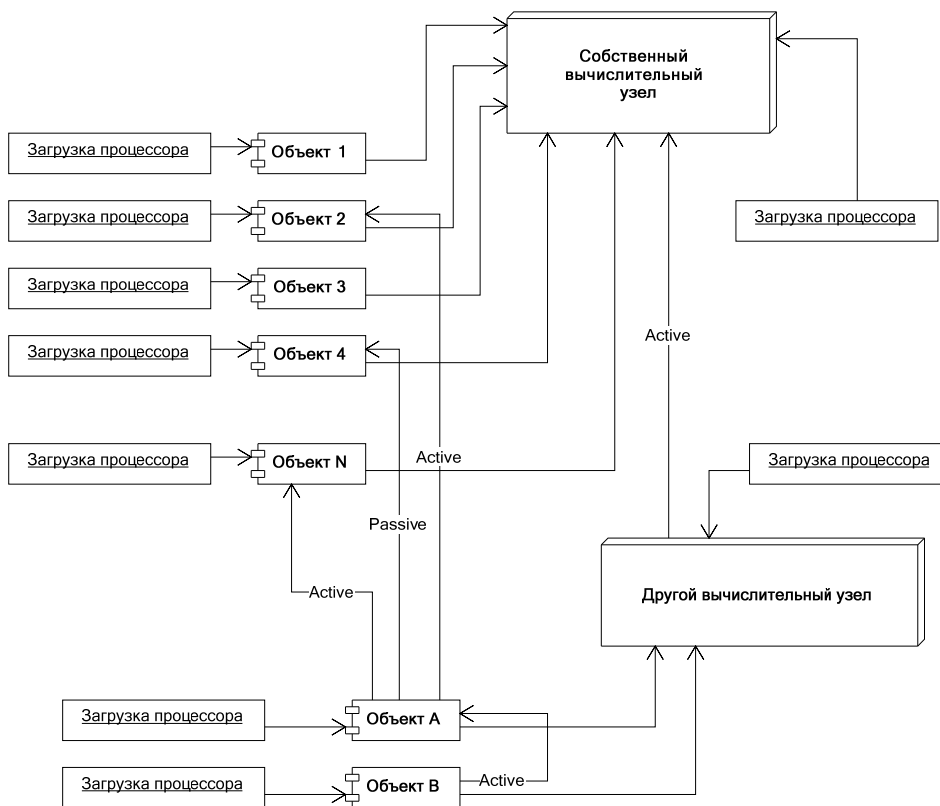 Собственный
вычислительный
узел
Загрузка процессора
Объект 1
Загрузка процессора
Объект 2
Загрузка процессора
Загрузка процессора
Объект 3
Загрузка процессора
Объект 4
Active
Загрузка процессора
Объект N
Active
Загрузка процессора
Passive
Active
Другой вычислительный узел
Загрузка процессора
Объект A
Загрузка процессора
Объект B
Active